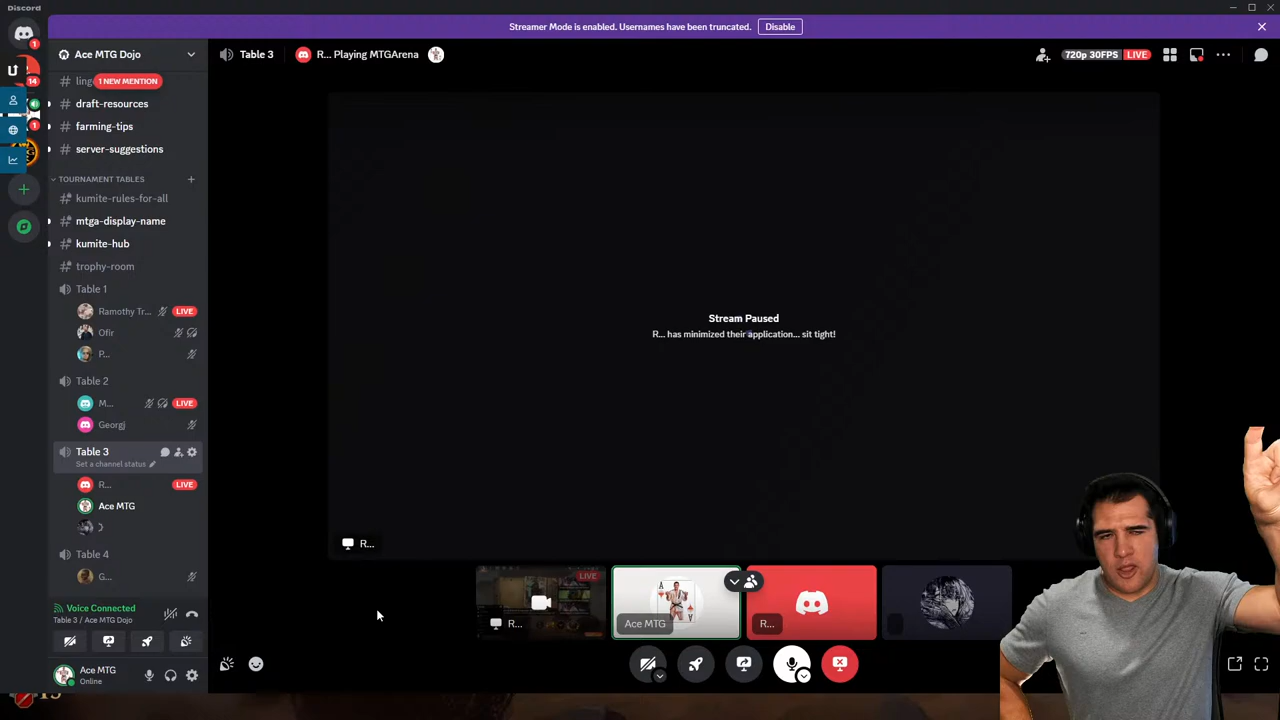 Discord
Streamer Mode is enabled. Usernames have been truncated.
Disable
Ace MTG Dojo
Table 3
R... Playing MTGArena
720p 30FPS
LIVE
1
14
1
1 NEW MENTION
draft-resources
farming-tips
server-suggestions
TOURNAMENT TABLES
kumite-rules-for-all
mtga-display-name
kumite-hub
trophy-room
Table 1
Ramothy Tr...
LIVE
Ofir
P...
Table 2
M...
LIVE
Georgj
Table 3
Set a channel status
R...
LIVE
Ace MTG
Table 4
G...
Voice Connected
Table 3 / Ace MTG Dojo
Ace MTG
Online
Stream Paused
R... has minimized their application... sit tight!
R...
LIVE
R...
Ace MTG
R...